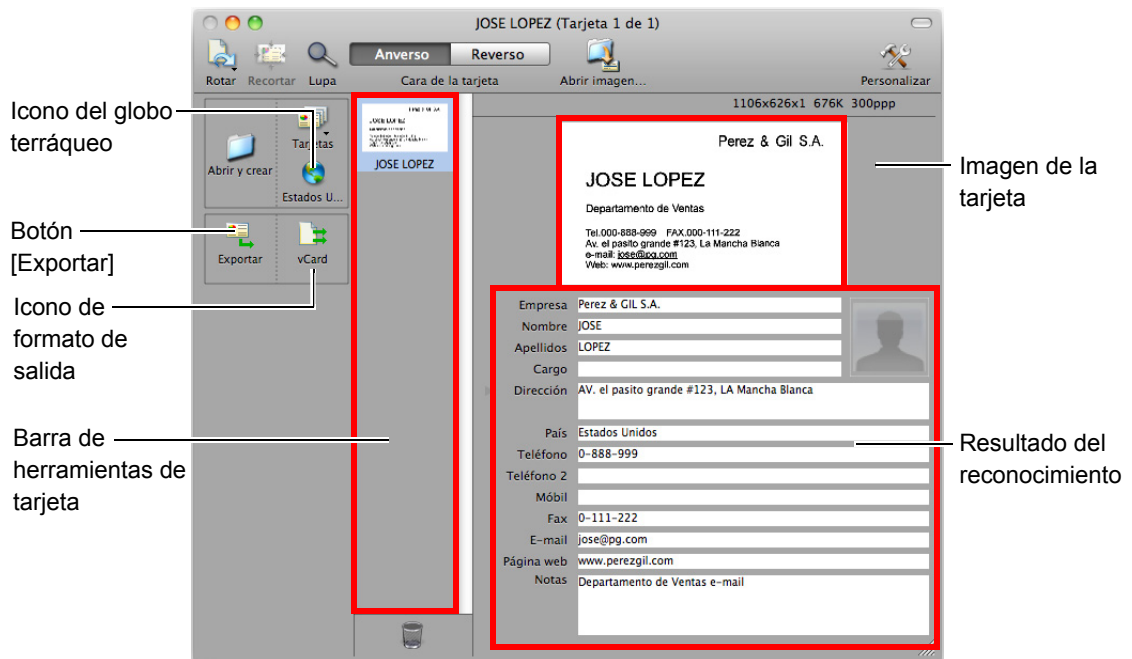 JOSE LOPEZ (Tarjeta 1 de 1)
Anverso Reverso
Rotar Recortar Lupa Cara de la tarjeta Abrir imagen... Personalizar
1106x626x1 676K 300ppp
Icono del globo
terráqueo
Botón
[Exportar]
Icono de
formato de
salida
Barra de
herramientas de
tarjeta
Abrir y crear
Tarjetas
Estados U...
Exportar vCard
JOSE LOPEZ
JOSE LOPEZ
Perez & Gil S.A.
JOSE LOPEZ
Departamento de Ventas
Tel.000-888-999 FAX.000-111-222
Av. el pasito grande #123, La Mancha Blanca
e-mail: jose@pg.com
Web: www.perezgil.com
Imagen de la
tarjeta
Empresa Perez & GIL S.A.
Nombre JOSE
Apellidos LOPEZ
Cargo
Dirección AV. el pasito grande #123, LA Mancha Blanca
País Estados Unidos
Teléfono 0-888-999
Teléfono 2
Móbil
Fax 0-111-222
E-mail jose@pg.com
Página web www.perezgil.com
Notas Departamento de Ventas e-mail
Resultado del
reconocimiento